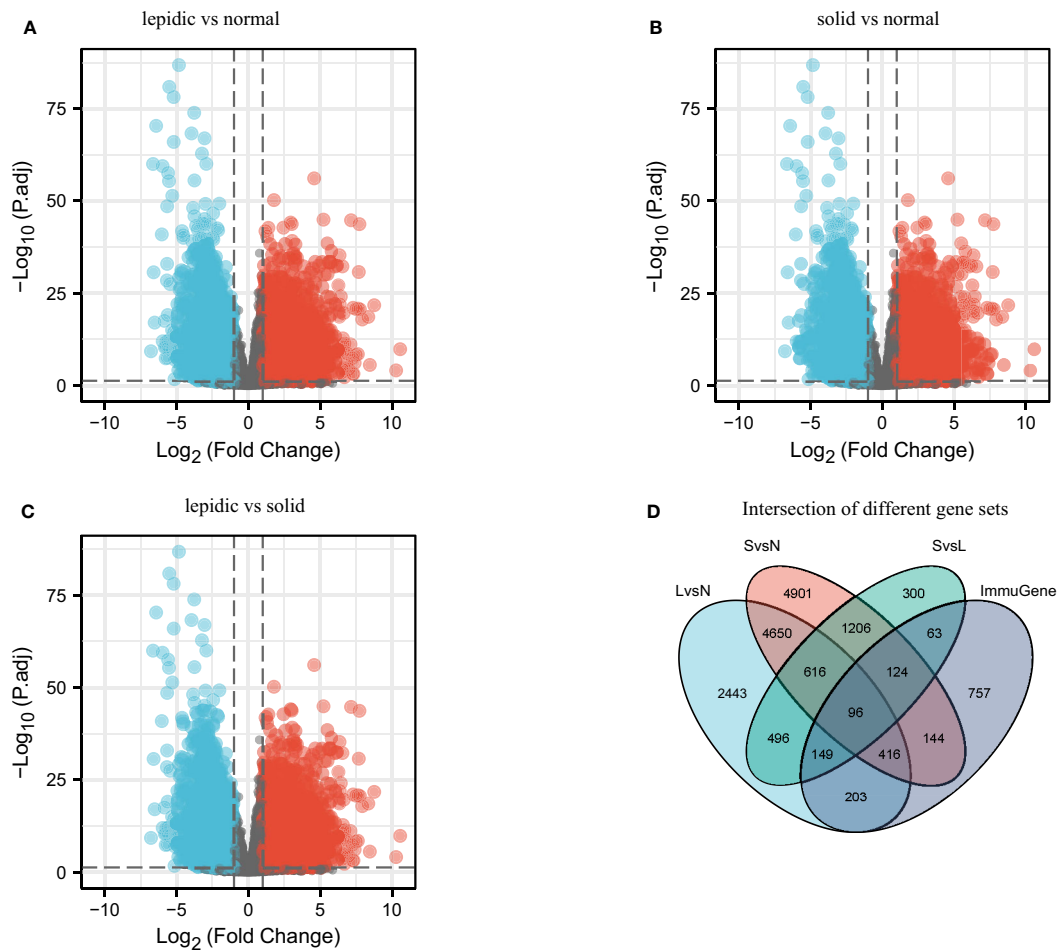 A
lepidic vs normal
75
50
25
0
−Log10 (P.adj)
−10
−5
0
5
10
Log2 (Fold Change)
B
solid vs normal
75
50
25
0
−Log10 (P.adj)
−10
−5
0
5
10
Log2 (Fold Change)
C
lepidic vs solid
75
50
25
0
−Log10 (P.adj)
−10
−5
0
5
10
Log2 (Fold Change)
D
Intersection of different gene sets
SvsN
SvsL
LvsN
ImmuGene
4901
300
4650
1206
63
616
124
2443
757
96
496
144
149
416
203